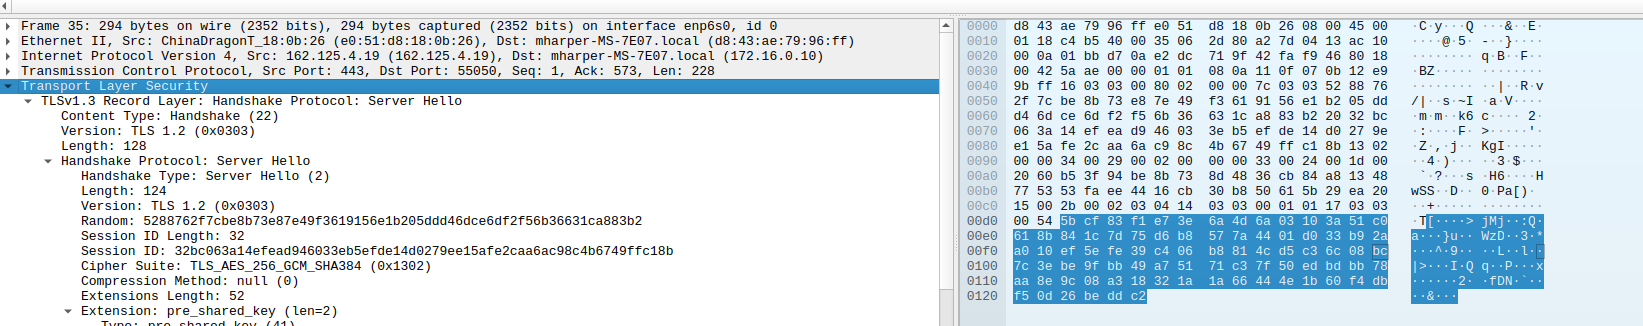 Frame 35: 294 bytes on wire (2352 bits), 294 bytes captured (2352 bits) on interface enp6s0, id 0
Ethernet II, Src: ChinaDragonT_18:0b:26 (e0:51:d8:18:0b:26), Dst: mharper-MS-7E07.local (d8:43:ae:79:96:ff)
Internet Protocol Version 4, Src: 162.125.4.19 (162.125.4.19), Dst: mharper-MS-7E07.local (172.16.0.10)
Transmission Control Protocol, Src Port: 443, Dst Port: 55050, Seq: 1, Ack: 573, Len: 228
Transport Layer Security
TLSv1.3 Record Layer: Handshake Protocol: Server Hello
Content Type: Handshake (22)
Version: TLS 1.2 (0x0303)
Length: 128
Handshake Protocol: Server Hello
Handshake Type: Server Hello (2)
Length: 124
Version: TLS 1.2 (0x0303)
Random: 5288762f7cbe8b73e87e49f3619156e1b205ddd46dce6df2f56b36631ca883b2
Session ID Length: 32
Session ID: 32bc063a14efead946033eb5efde14d0279ee15afe2caa6ac98c4b6749ffc18b
Cipher Suite: TLS_AES_256_GCM_SHA384 (0x1302)
Compression Method: null (0)
Extensions Length: 52
Extension: pre_shared_key (len=2)
Type: pre_shared_key (41)
0000 d8 43 ae 79 96 ff e0 51 d8 18 0b 26 08 00 45 00 ·C·y···Q ···&··E·
0010 01 18 c4 b5 40 00 35 06 2d 80 a2 7d 04 13 ac 10 ····@·5· -··}····
0020 00 0a 01 bb d7 0a e2 dc 71 9f 42 fa f9 46 80 18 ········ q·B··F··
0030 00 42 5a ae 00 00 01 01 08 0a 11 0f 07 0b 12 e9 ·BZ····· ········
0040 9b ff 16 03 03 00 80 02 00 00 7c 03 03 52 88 76 ········ ··|··R·v
0050 2f 7c be 8b 73 e8 7e 49 f3 61 91 56 e1 b2 05 dd /|··s·~I ·a·V····
0060 d4 6d ce 6d f2 f5 6b 36 63 1c a8 83 b2 20 32 bc ·m·m··k6 c···· 2·
0070 06 3a 14 ef ea d9 46 03 3e b5 ef de 14 d0 27 9e ·:····F· >·····'·
0080 e1 5a fe 2c aa 6a c9 8c 4b 67 49 ff c1 8b 13 02 ·Z·,·j·· KgI·····
0090 00 00 34 00 29 00 02 00 00 00 33 00 24 00 1d 00 ··4·)··· ··3·$···
00a0 20 60 b5 3f 94 be 8b 73 8d 48 36 cb 84 a8 13 48 `·?···s ·H6····H
00b0 77 53 53 fa ee 44 16 cb 30 b8 50 61 5b 29 ea 20 wSS··D·· 0·Pa[)·
00c0 15 00 2b 00 02 03 04 14 03 03 00 01 01 17 03 03 ··+····· ········
00d0 00 54 5b cf 83 f1 e7 3e 6a 4d 6a 03 10 3a 51 c0 ·T[····> jMj··:Q·
00e0 61 8b 84 1c 7d 75 d6 b8 57 7a 44 01 d0 33 b9 2a a···}u·· WzD··3·*
00f0 a0 10 ef 5e fe 39 c4 06 b8 81 4c d5 c3 6c 08 bc ···^·9·· ··L··l··
0100 7c 3e be 9f bb 49 a7 51 71 c3 7f 50 ed bd bb 78 |>···I·Q q··P···x
0110 aa 8e 9c 08 a3 18 32 1a 1a 66 44 4e 1b 60 f4 db ······2· ·fDN·`··
0120 f5 0d 26 be dd c2 ··&···